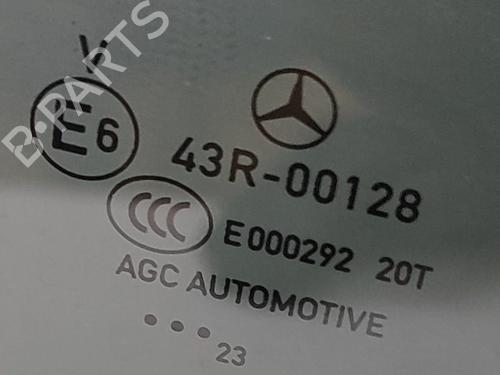 V
E6 43R-00128
CCC E000292 20T
AGC AUTOMOTIVE
•••23
B-PARTS